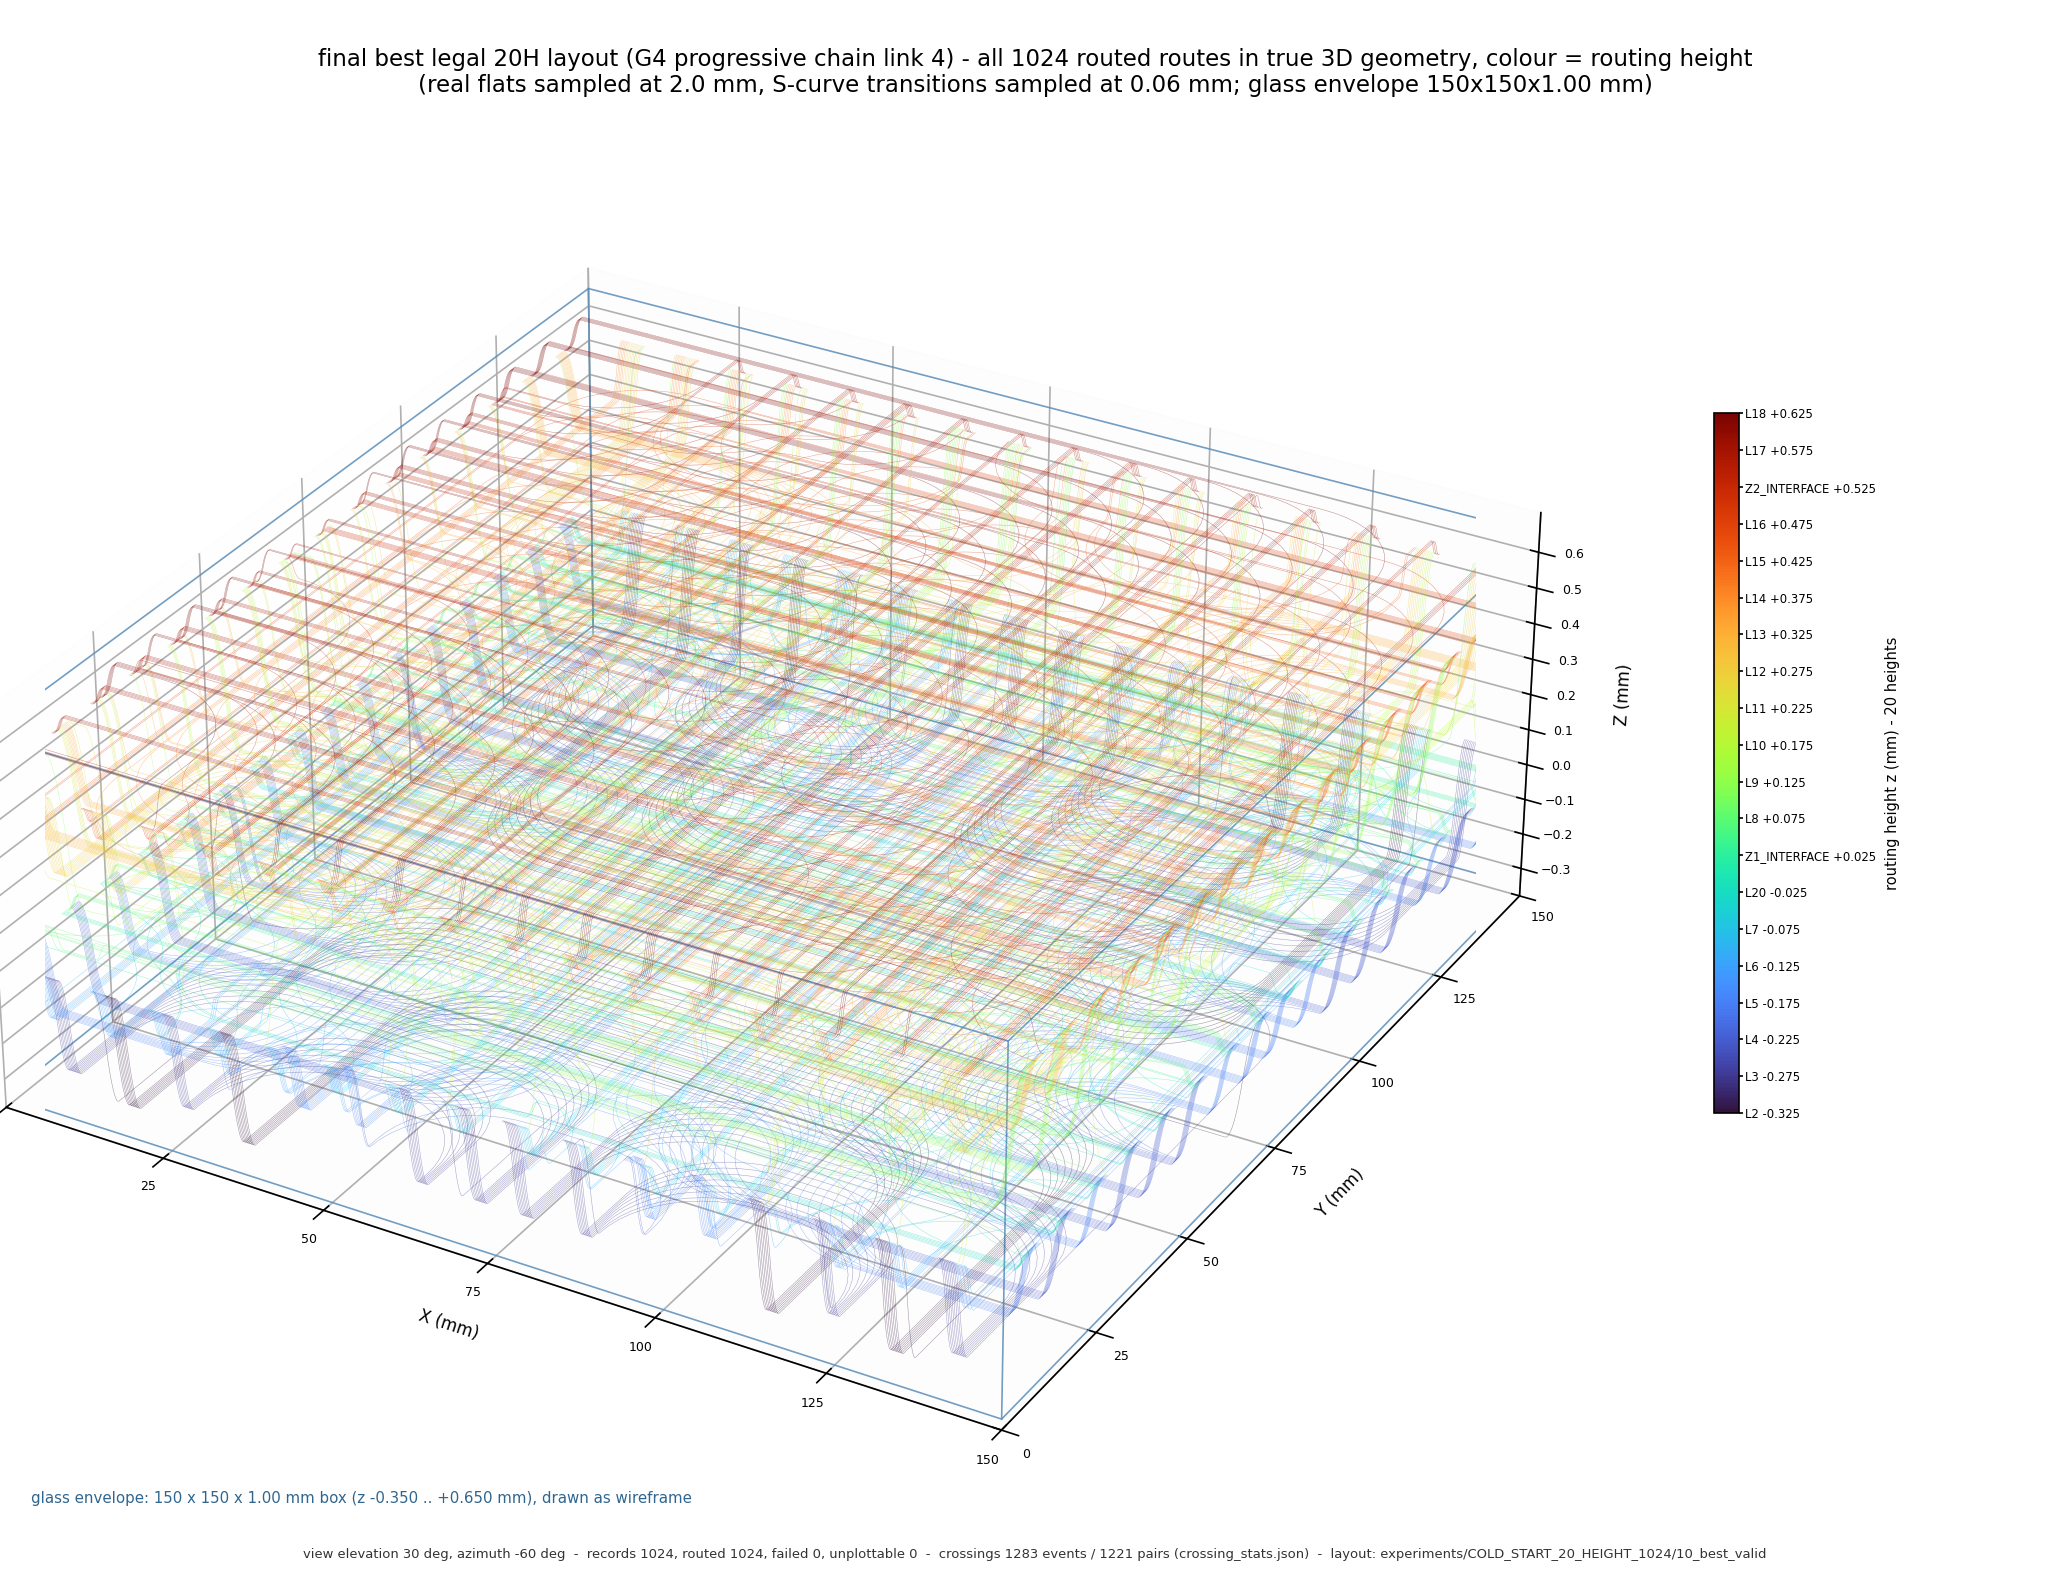 final best legal 20H layout (G4 progressive chain link 4) - all 1024 routed routes in true 3D geometry, colour = routing height
(real flats sampled at 2.0 mm, S-curve transitions sampled at 0.06 mm; glass envelope 150x150x1.00 mm)
L18 +0.625
L17 +0.575
Z2_INTERFACE +0.525
L16 +0.475
L15 +0.425
L14 +0.375
L13 +0.325
L12 +0.275
L11 +0.225
L10 +0.175
L9 +0.125
L8 +0.075
Z1_INTERFACE +0.025
L20 -0.025
L7 -0.075
L6 -0.125
L5 -0.175
L4 -0.225
L3 -0.275
L2 -0.325
routing height z (mm) - 20 heights
0.6
0.5
0.4
0.3
0.2
0.1
0.0
−0.1
−0.2
−0.3
Z (mm)
150
125
100
75
50
25
0
Y (mm)
25
50
75
100
125
150
X (mm)
glass envelope: 150 x 150 x 1.00 mm box (z -0.350 .. +0.650 mm), drawn as wireframe
view elevation 30 deg, azimuth -60 deg - records 1024, routed 1024, failed 0, unplottable 0 - crossings 1283 events / 1221 pairs (crossing_stats.json) - layout: experiments/COLD_START_20_HEIGHT_1024/10_best_valid